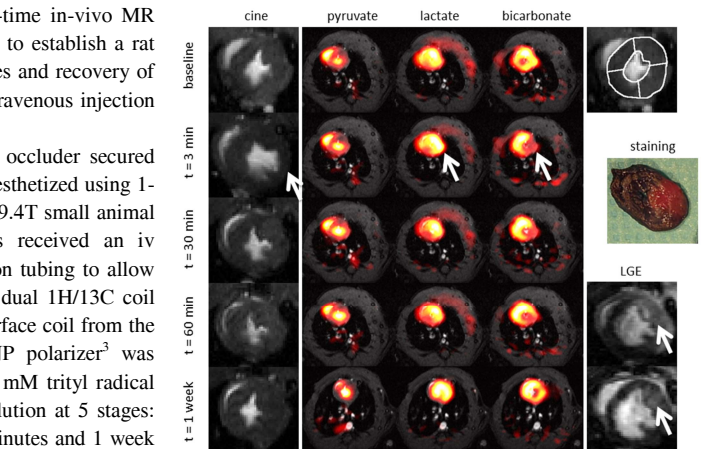 -time in-vivo MR
to establish a rat
es and recovery of
ravenous injection
occluder secured
esthetized using 1-
9.4T small animal
s received an iv
on tubing to allow
dual 1H/13C coil
rface coil from the
NP polarizer³ was
mM trityl radical
lution at 5 stages:
inutes and 1 week
cine pyruvate lactate bicarbonate
baseline
t = 3 min
t = 30 min
t = 60 min
t = 1 week
staining
LGE